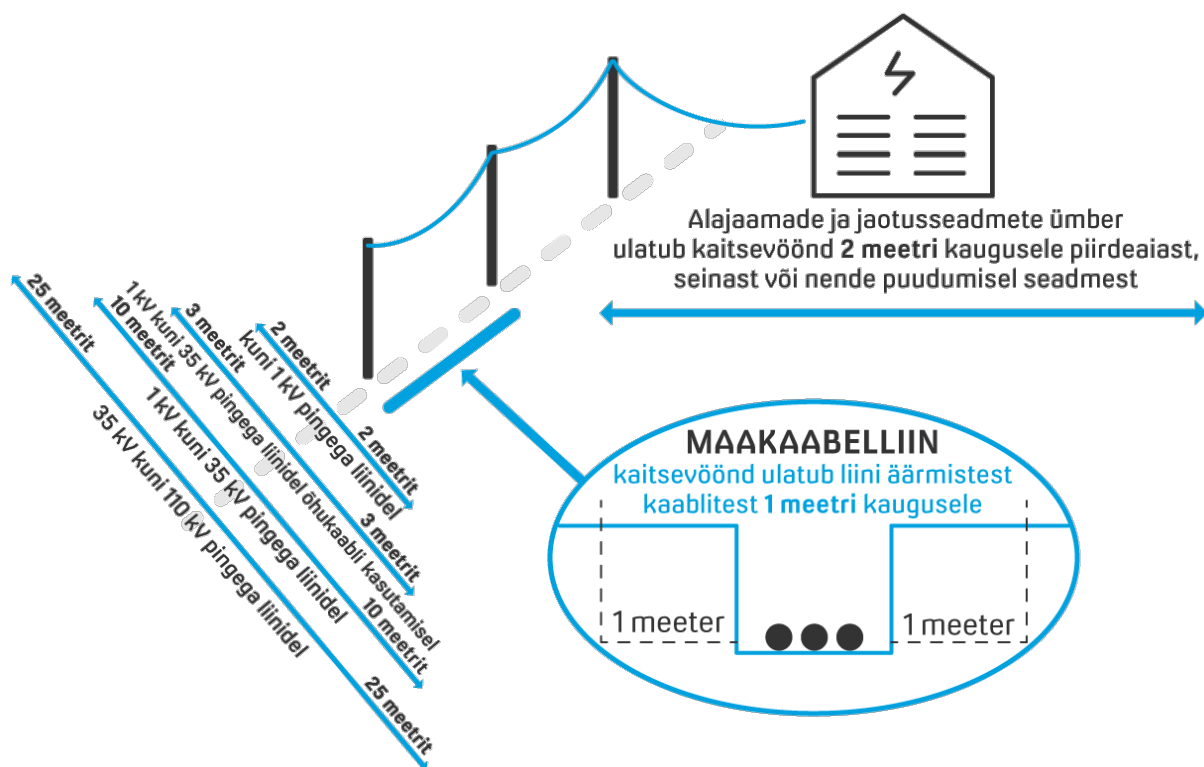 Alajaamade ja jaotusseadmete ümber
ulatub kaitsevöönd 2 meetri kaugusele piirdeaiast,
seinast või nende puudumisel seadmest
2 meetrit
kuni 1 kV pingega liinidel
2 meetrit
3 meetrit
1 kV kuni 35 kV pingega liinidel õhukaabli kasutamisel
3 meetrit
10 meetrit
1 kV kuni 35 kV pingega liinidel
10 meetrit
25 meetrit
35 kV kuni 110 kV pingega liinidel
25 meetrit
MAAKAABELLIIN
kaitsevöönd ulatub liini äärmistest
kaablitest 1 meetri kaugusele
1 meeter
1 meeter